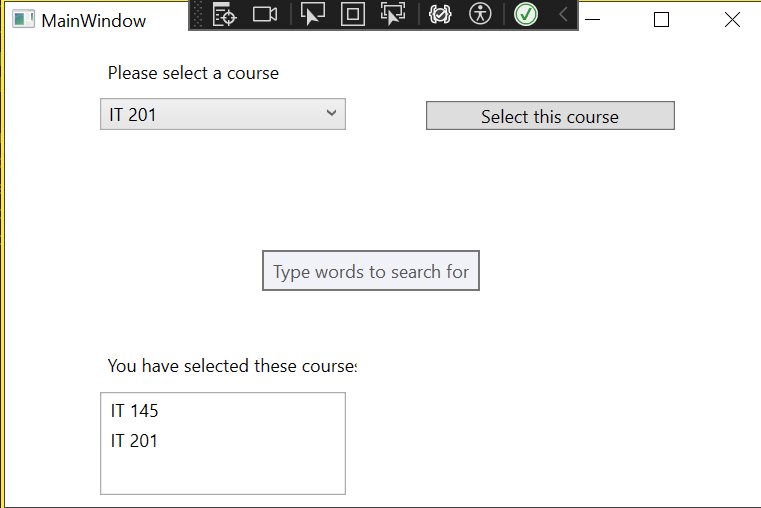 MainWindow
Please select a course
IT 201
Select this course
Type words to search for
You have selected these courses
IT 145
IT 201